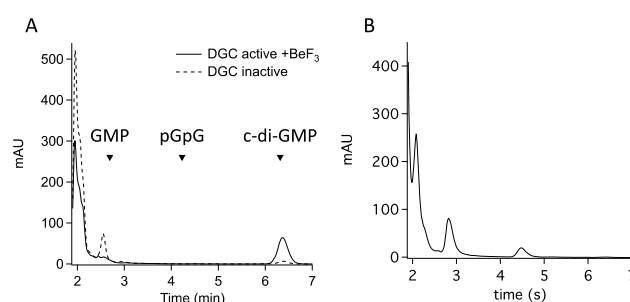 A
DGC active +BeF3
DGC inactive
GMP
pGpG
c-di-GMP
500
400
300
200
100
0
mAU
2
3
4
5
6
7
Time (min)
B
400
300
200
100
0
mAU
2
3
4
5
6
7
time (s)